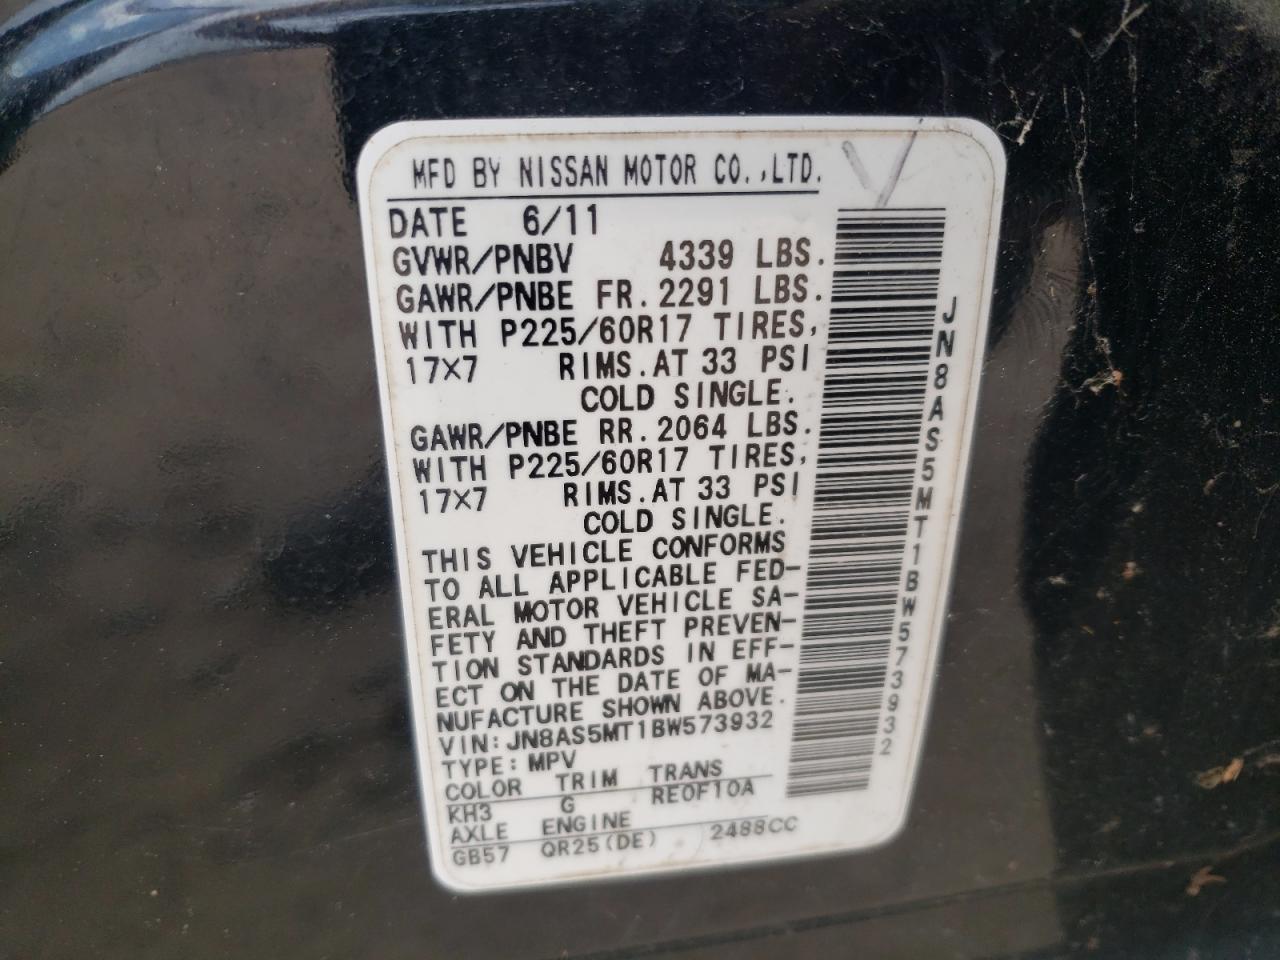 MFD BY NISSAN MOTOR CO.,LTD.
DATE 6/11
GVWR/PNBV 4339 LBS.
GAWR/PNBE FR. 2291 LBS.
WITH P225/60R17 TIRES,
17X7 RIMS. AT 33 PSI
COLD SINGLE.
GAWR/PNBE RR. 2064 LBS.
WITH P225/60R17 TIRES,
17X7 RIMS. AT 33 PSI
COLD SINGLE.
THIS VEHICLE CONFORMS
TO ALL APPLICABLE FED-
ERAL MOTOR VEHICLE SA-
FETY AND THEFT PREVEN-
TION STANDARDS IN EFF-
ECT ON THE DATE OF MA-
NUFACTURE SHOWN ABOVE.
VIN: JN8AS5MT1BW573932
TYPE: MPV
COLOR TRIM TRANS
KH3 G RE0F10A
AXLE ENGINE
GB57 QR25(DE) 2488CC
JN8AS5MT1BW573932